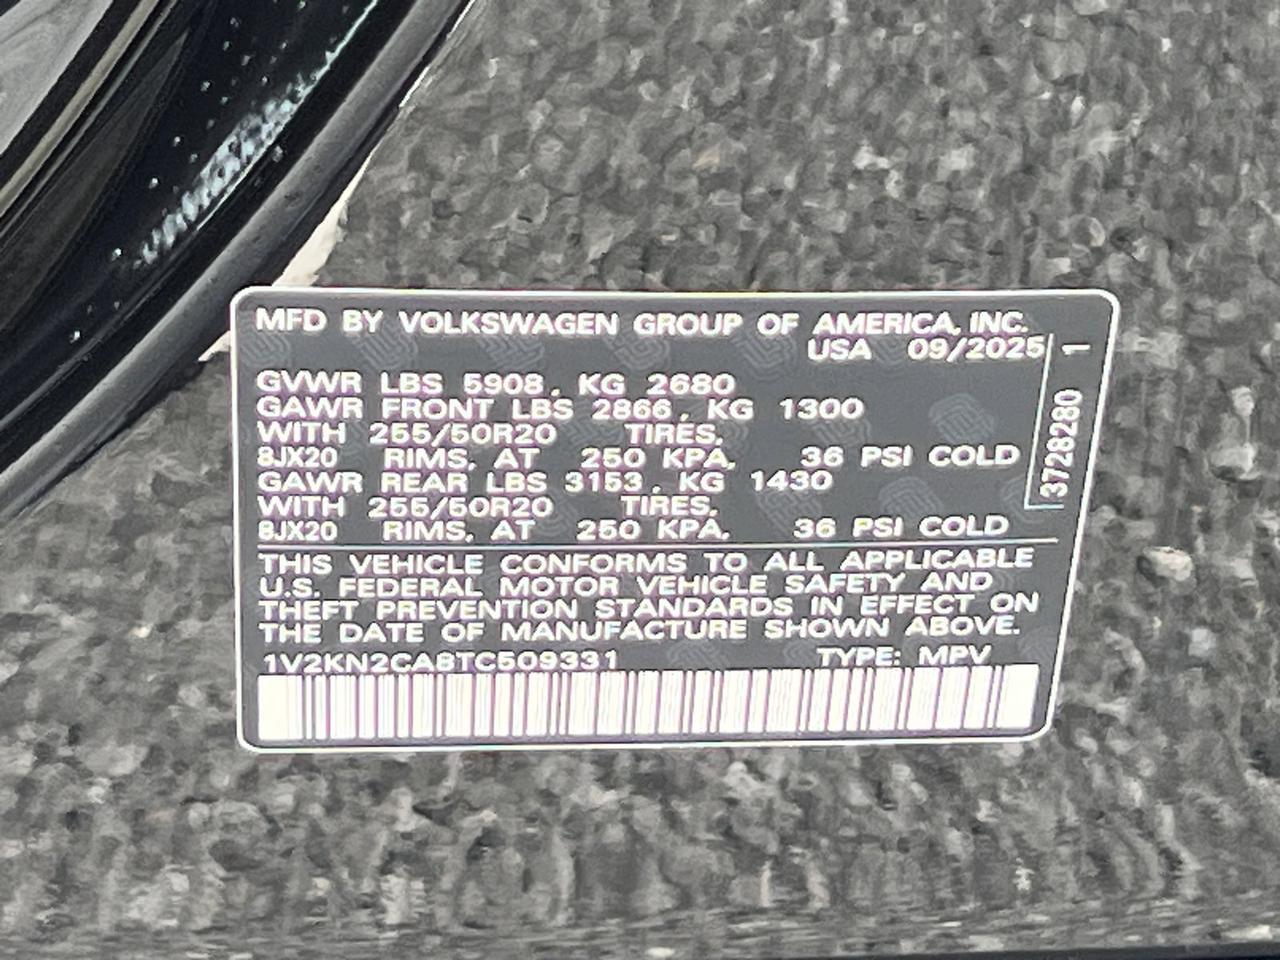 MFD BY VOLKSWAGEN GROUP OF AMERICA, INC.
USA 09/2025
GVWR LBS 5908, KG 2680
GAWR FRONT LBS 2866, KG 1300
WITH 255/50R20 TIRES,
8JX20 RIMS, AT 250 KPA, 36 PSI COLD
GAWR REAR LBS 3153, KG 1430
WITH 255/50R20 TIRES,
8JX20 RIMS, AT 250 KPA, 36 PSI COLD
3728280 1
THIS VEHICLE CONFORMS TO ALL APPLICABLE
U.S. FEDERAL MOTOR VEHICLE SAFETY AND
THEFT PREVENTION STANDARDS IN EFFECT ON
THE DATE OF MANUFACTURE SHOWN ABOVE.
1V2KN2CA8TC509331 TYPE: MPV